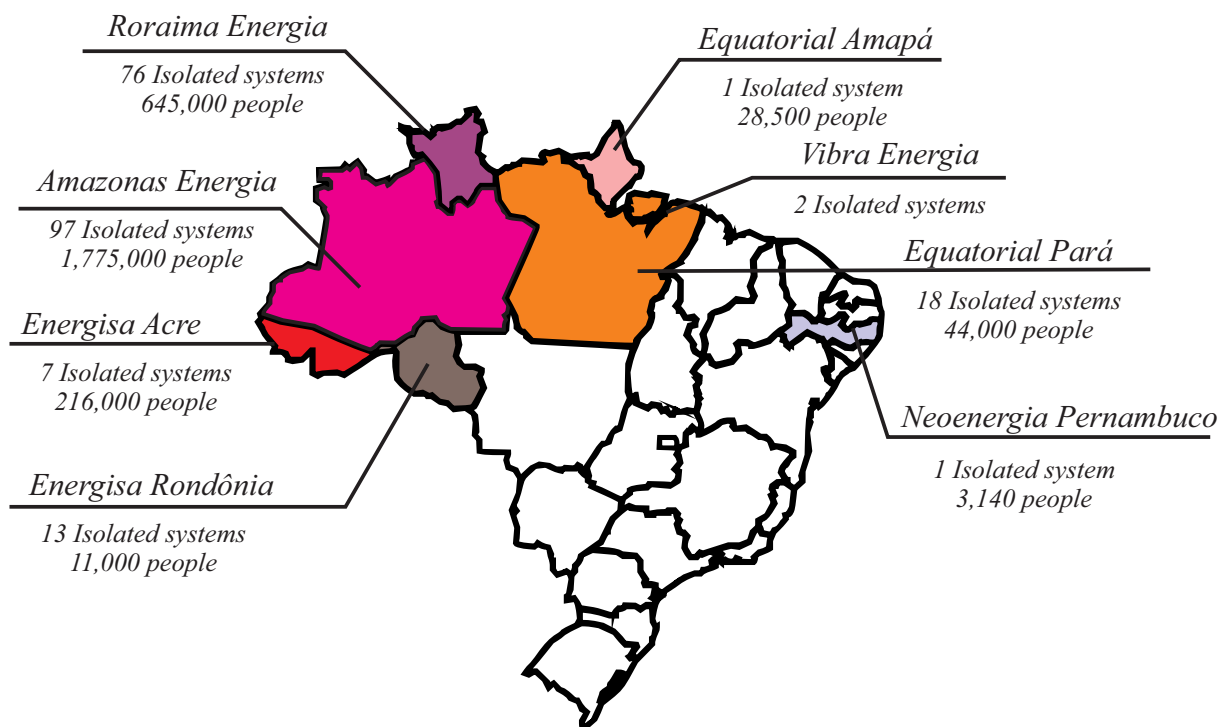 Roraima Energia
76 Isolated systems
645,000 people
Equatorial Amapá
1 Isolated system
28,500 people
Vibra Energia
2 Isolated systems
Amazonas Energia
97 Isolated systems
1,775,000 people
Equatorial Pará
18 Isolated systems
44,000 people
Energisa Acre
7 Isolated systems
216,000 people
Neoenergia Pernambuco
1 Isolated system
3,140 people
Energisa Rondônia
13 Isolated systems
11,000 people